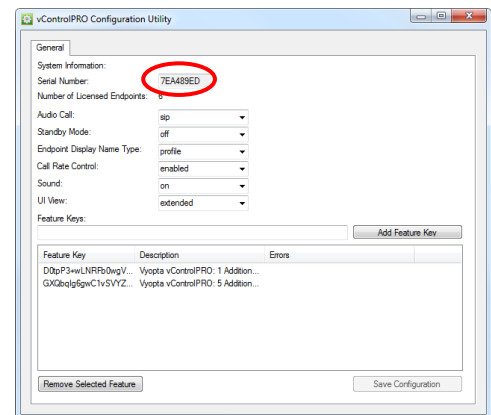 vControlPRO Configuration Utility
General
System Information:
Serial Number: 7EA489ED
Number of Licensed Endpoints: 6
Audio Call: sip
Standby Mode: off
Endpoint Display Name Type: profile
Call Rate Control: enabled
Sound: on
UI View: extended
Feature Keys:
Add Feature Key
Feature Key Description Errors
D0tpP3+wLNRFb0wgV... Vyopta vControlPRO: 1 Addition...
GXQbqlg6gwC1vSVYZ... Vyopta vControlPRO: 5 Addition...
Remove Selected Feature Save Configuration